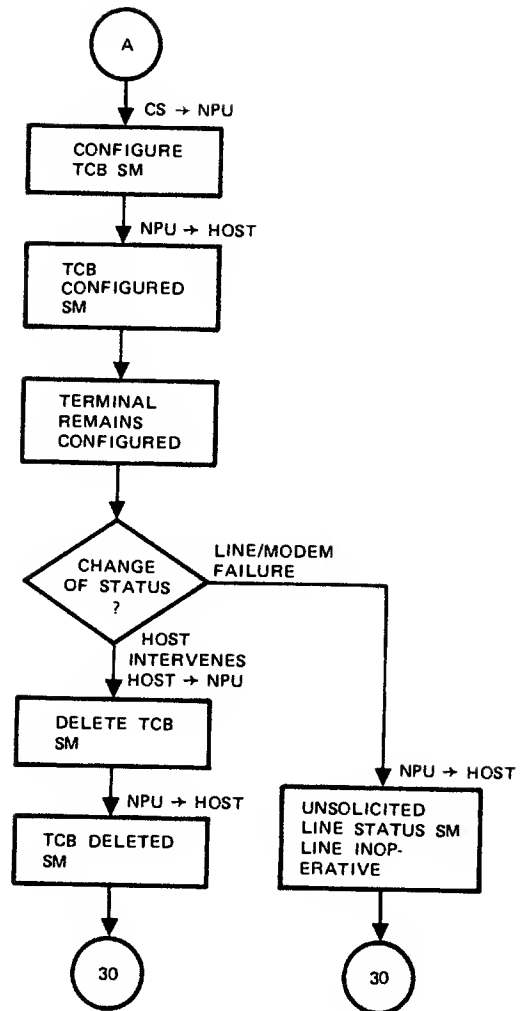 A
CS → NPU
CONFIGURE
TCB SM
NPU → HOST
TCB
CONFIGURED
SM
TERMINAL
REMAINS
CONFIGURED
CHANGE
OF STATUS
?
LINE/MODEM
FAILURE
HOST
INTERVENES
HOST → NPU
DELETE TCB
SM
NPU → HOST
TCB DELETED
SM
30
NPU → HOST
UNSOLICITED
LINE STATUS SM
LINE INOP-
ERATIVE
30